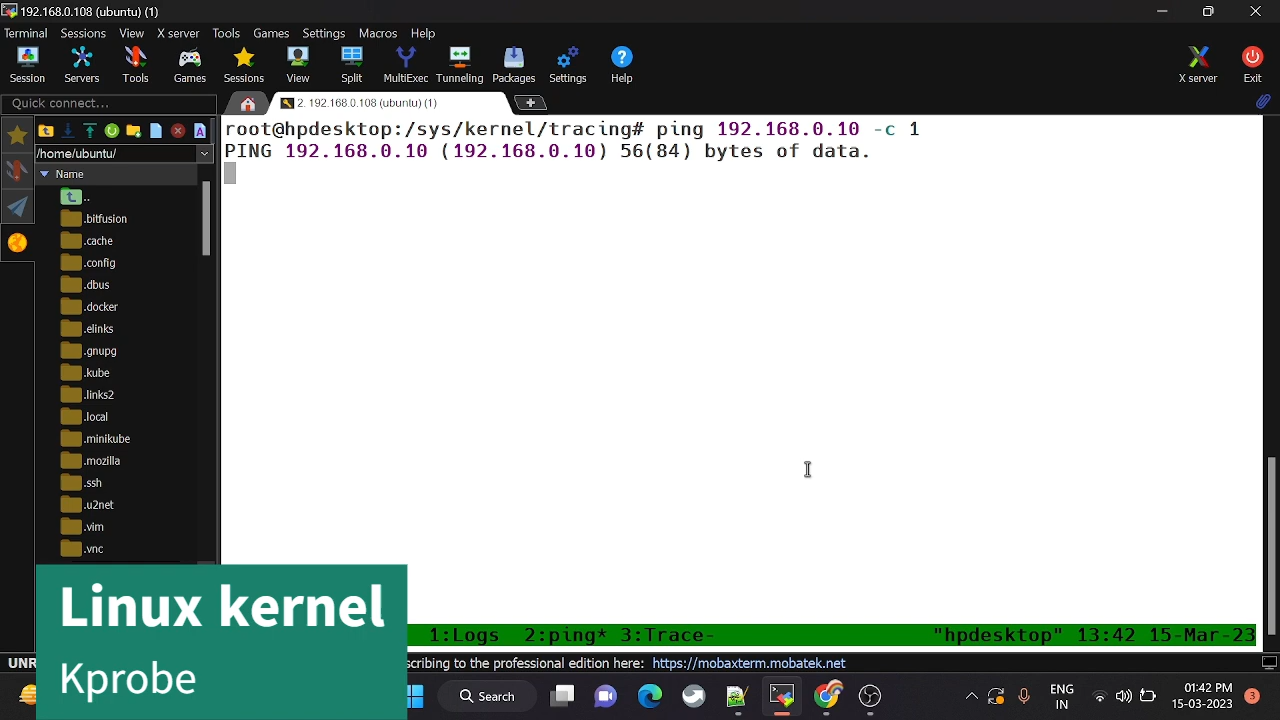 192.168.0.108 (ubuntu) (1)
Terminal Sessions View X server Tools Games Settings Macros Help
Session Servers Tools Games Sessions View Split MultiExec Tunneling Packages Settings Help X server Exit
Quick connect...
2. 192.168.0.108 (ubuntu) (1)
/home/ubuntu/
Name
..
.bitfusion
.cache
.config
.dbus
.docker
.elinks
.gnupg
.kube
.links2
.local
.minikube
.mozilla
.ssh
.u2net
.vim
.vnc
root@hpdesktop:/sys/kernel/tracing# ping 192.168.0.10 -c 1
PING 192.168.0.10 (192.168.0.10) 56(84) bytes of data.
1:Logs 2:ping* 3:Trace- "hpdesktop" 13:42 15-Mar-23
Linux kernel
Kprobe
UNR scribing to the professional edition here: https://mobaxterm.mobatek.net
Search
ENG
IN
01:42 PM
15-03-2023
3